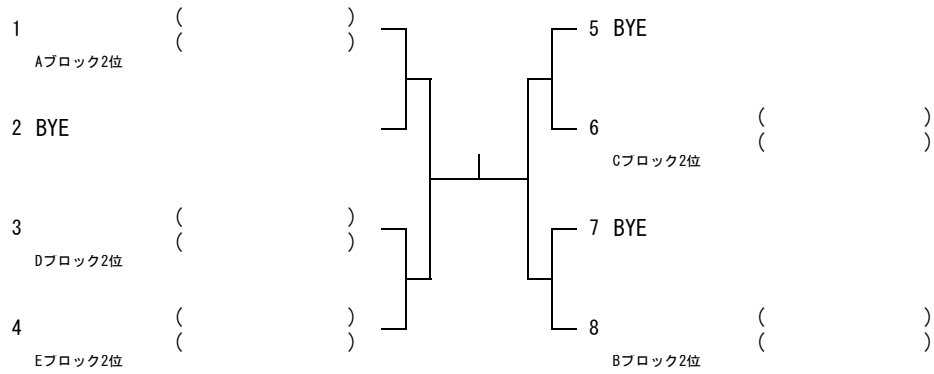 1 ( )
( )
Aブロック2位
2 BYE
3 ( )
( )
Dブロック2位
4 ( )
( )
Eブロック2位
5 BYE
6 ( )
( )
Cブロック2位
7 BYE
8 ( )
( )
Bブロック2位